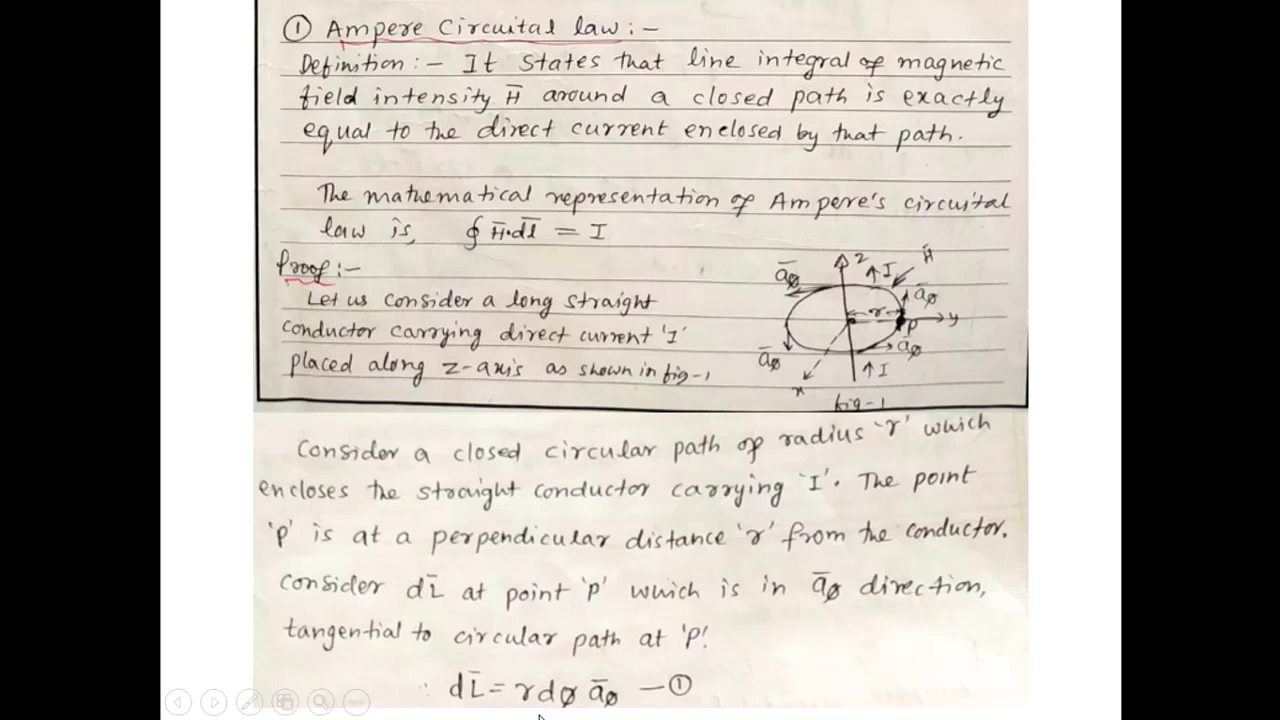 ① Ampere Circuital law :-
Definition :- It states that line integral of magnetic
field intensity H̅ around a closed path is exactly
equal to the direct current enclosed by that path.
The mathematical representation of Ampere's circuital
law is, ∮ H̅·dl̅ = I
Proof :-
Let us consider a long straight
conductor carrying direct current 'I'
placed along z-axis as shown in fig-1
z
I
H̅
a̅ø
a̅ø
r
P
y
a̅ø
a̅ø
I
x
fig-1
Consider a closed circular path of radius 'r' which
encloses the straight conductor carrying 'I'. The point
'P' is at a perpendicular distance 'r' from the conductor.
Consider dL̅ at point 'P' which is in a̅ø direction,
tangential to circular path at 'P'.
∴ dL̅ = r dø a̅ø —①